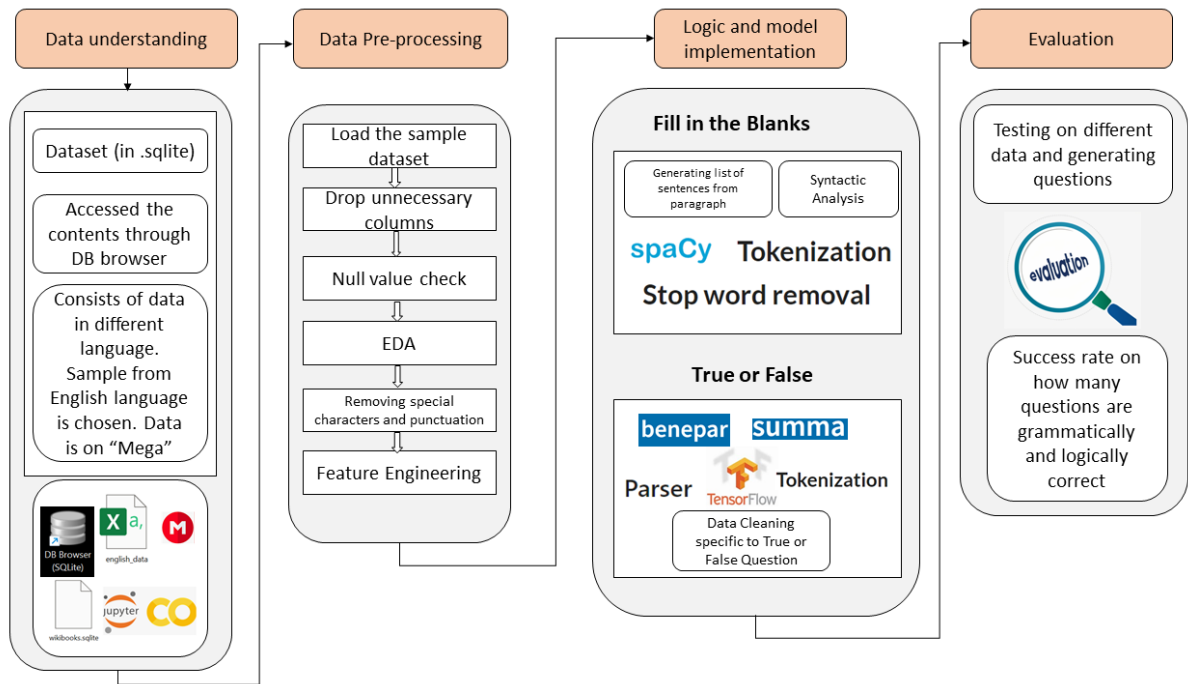 Data understanding
Dataset (in .sqlite)
Accessed the
contents through
DB browser
Consists of data
in different
language.
Sample from
English language
is chosen. Data
is on “Mega”
DB Browser
(SQLite)
X a,
english_data
M
wikibooks.sqlite
jupyter
CO
Data Pre-processing
Load the sample
dataset
Drop unnecessary
columns
Null value check
EDA
Removing special
characters and punctuation
Feature Engineering
Logic and model
implementation
Fill in the Blanks
Generating list of
sentences from
paragraph
Syntactic
Analysis
spaCy
Tokenization
Stop word removal
True or False
benepar
summa
Parser
TensorFlow
Tokenization
Data Cleaning
specific to True or
False Question
Evaluation
Testing on different
data and generating
questions
evaluation
Success rate on
how many
questions are
grammatically
and logically
correct